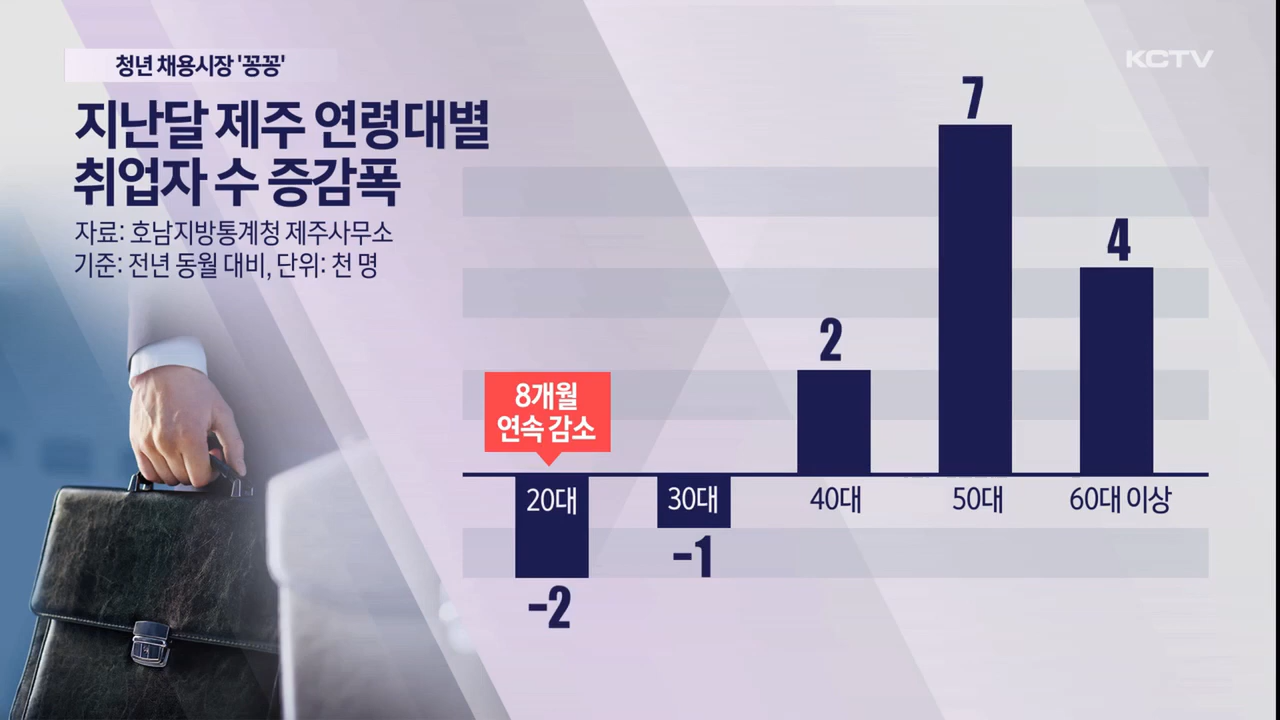 청년 채용시장 '꽁꽁'
KCTV
지난달 제주 연령대별
취업자 수 증감폭
자료: 호남지방통계청 제주사무소
기준: 전년 동월 대비, 단위: 천 명
7
4
2
8개월
연속 감소
20대 30대 40대 50대 60대 이상
-1
-2